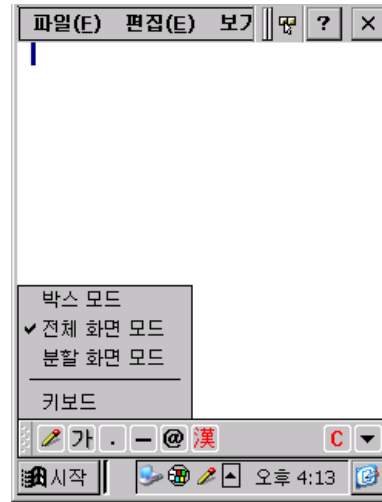 파일(F) 편집(E) 보기 ? ×
박스 모드
전체 화면 모드
분할 화면 모드
키보드
가 . – @ 漢 C
시작 오후 4:13